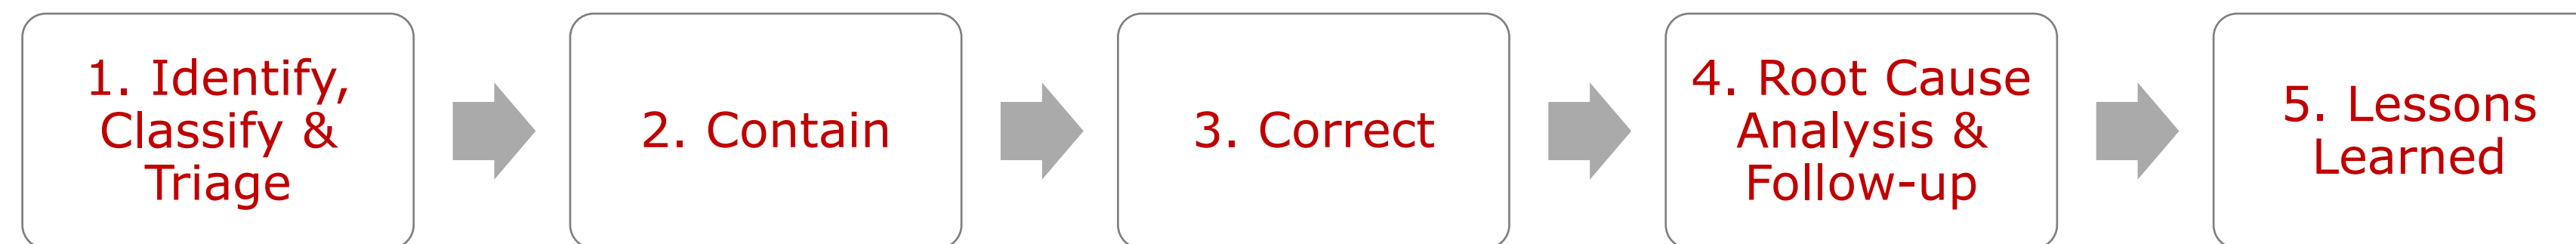 1. Identify,
Classify &
Triage
2. Contain
3. Correct
4. Root Cause
Analysis &
Follow-up
5. Lessons
Learned